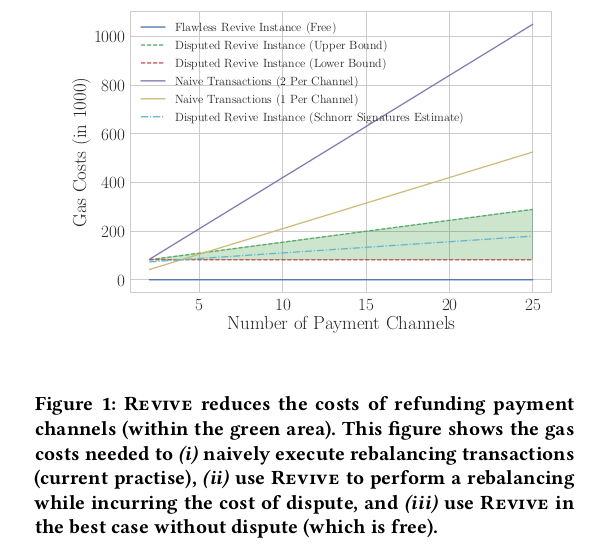 Flawless Revive Instance (Free)
Disputed Revive Instance (Upper Bound)
Disputed Revive Instance (Lower Bound)
Naive Transactions (2 Per Channel)
Naive Transactions (1 Per Channel)
Disputed Revive Instance (Schnorr Signatures Estimate)
Gas Costs (in 1000)
1000
800
600
400
200
0
5 10 15 20 25
Number of Payment Channels
Figure 1: REVIVE reduces the costs of refunding payment
channels (within the green area). This figure shows the gas
costs needed to (i) naively execute rebalancing transactions
(current practise), (ii) use REVIVE to perform a rebalancing
while incurring the cost of dispute, and (iii) use REVIVE in
the best case without dispute (which is free).